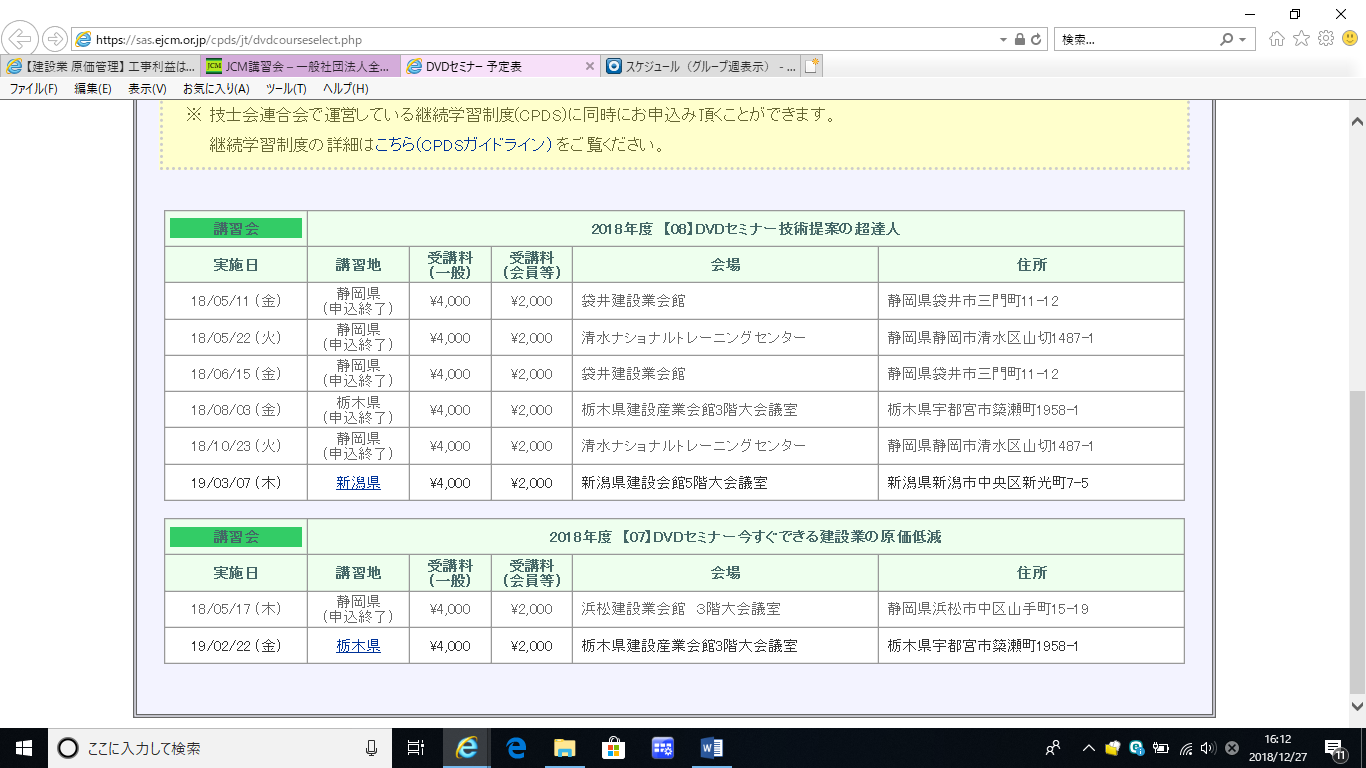 https://sas.ejcm.or.jp/cpds/jt/dvdcourseselect.php
検索...
【建設業 原価管理】 工事利益は...
JCM JCM講習会 – 一般社団法人全...
DVDセミナー 予定表
スケジュール（グループ週表示） - ...
ファイル(F) 編集(E) 表示(V) お気に入り(A) ツール(T) ヘルプ(H)
※ 技士会連合会で運営している継続学習制度(CPDS)に同時にお申込み頂くことができます。
継続学習制度の詳細はこちら(CPDSガイドライン)をご覧ください。
講習会 2018年度 【08】DVDセミナー技術提案の超達人
実施日 講習地 受講料(一般) 受講料(会員等) 会場 住所
18/05/11（金） 静岡県(申込終了) ¥4,000 ¥2,000 袋井建設業会館 静岡県袋井市三門町11-12
18/05/22（火） 静岡県(申込終了) ¥4,000 ¥2,000 清水ナショナルトレーニングセンター 静岡県静岡市清水区山切1487-1
18/06/15（金） 静岡県(申込終了) ¥4,000 ¥2,000 袋井建設業会館 静岡県袋井市三門町11-12
18/08/03（金） 栃木県(申込終了) ¥4,000 ¥2,000 栃木県建設産業会館3階大会議室 栃木県宇都宮市築瀬町1958-1
18/10/23（火） 静岡県(申込終了) ¥4,000 ¥2,000 清水ナショナルトレーニングセンター 静岡県静岡市清水区山切1487-1
19/03/07（木） 新潟県 ¥4,000 ¥2,000 新潟県建設会館5階大会議室 新潟県新潟市中央区新光町7-5
講習会 2018年度 【07】DVDセミナー今すぐできる建設業の原価低減
実施日 講習地 受講料(一般) 受講料(会員等) 会場 住所
18/05/17（木） 静岡県(申込終了) ¥4,000 ¥2,000 浜松建設業会館　3階大会議室 静岡県浜松市中区山手町15-19
19/02/22（金） 栃木県 ¥4,000 ¥2,000 栃木県建設産業会館3階大会議室 栃木県宇都宮市築瀬町1958-1
ここに入力して検索
16:12
2018/12/27
11